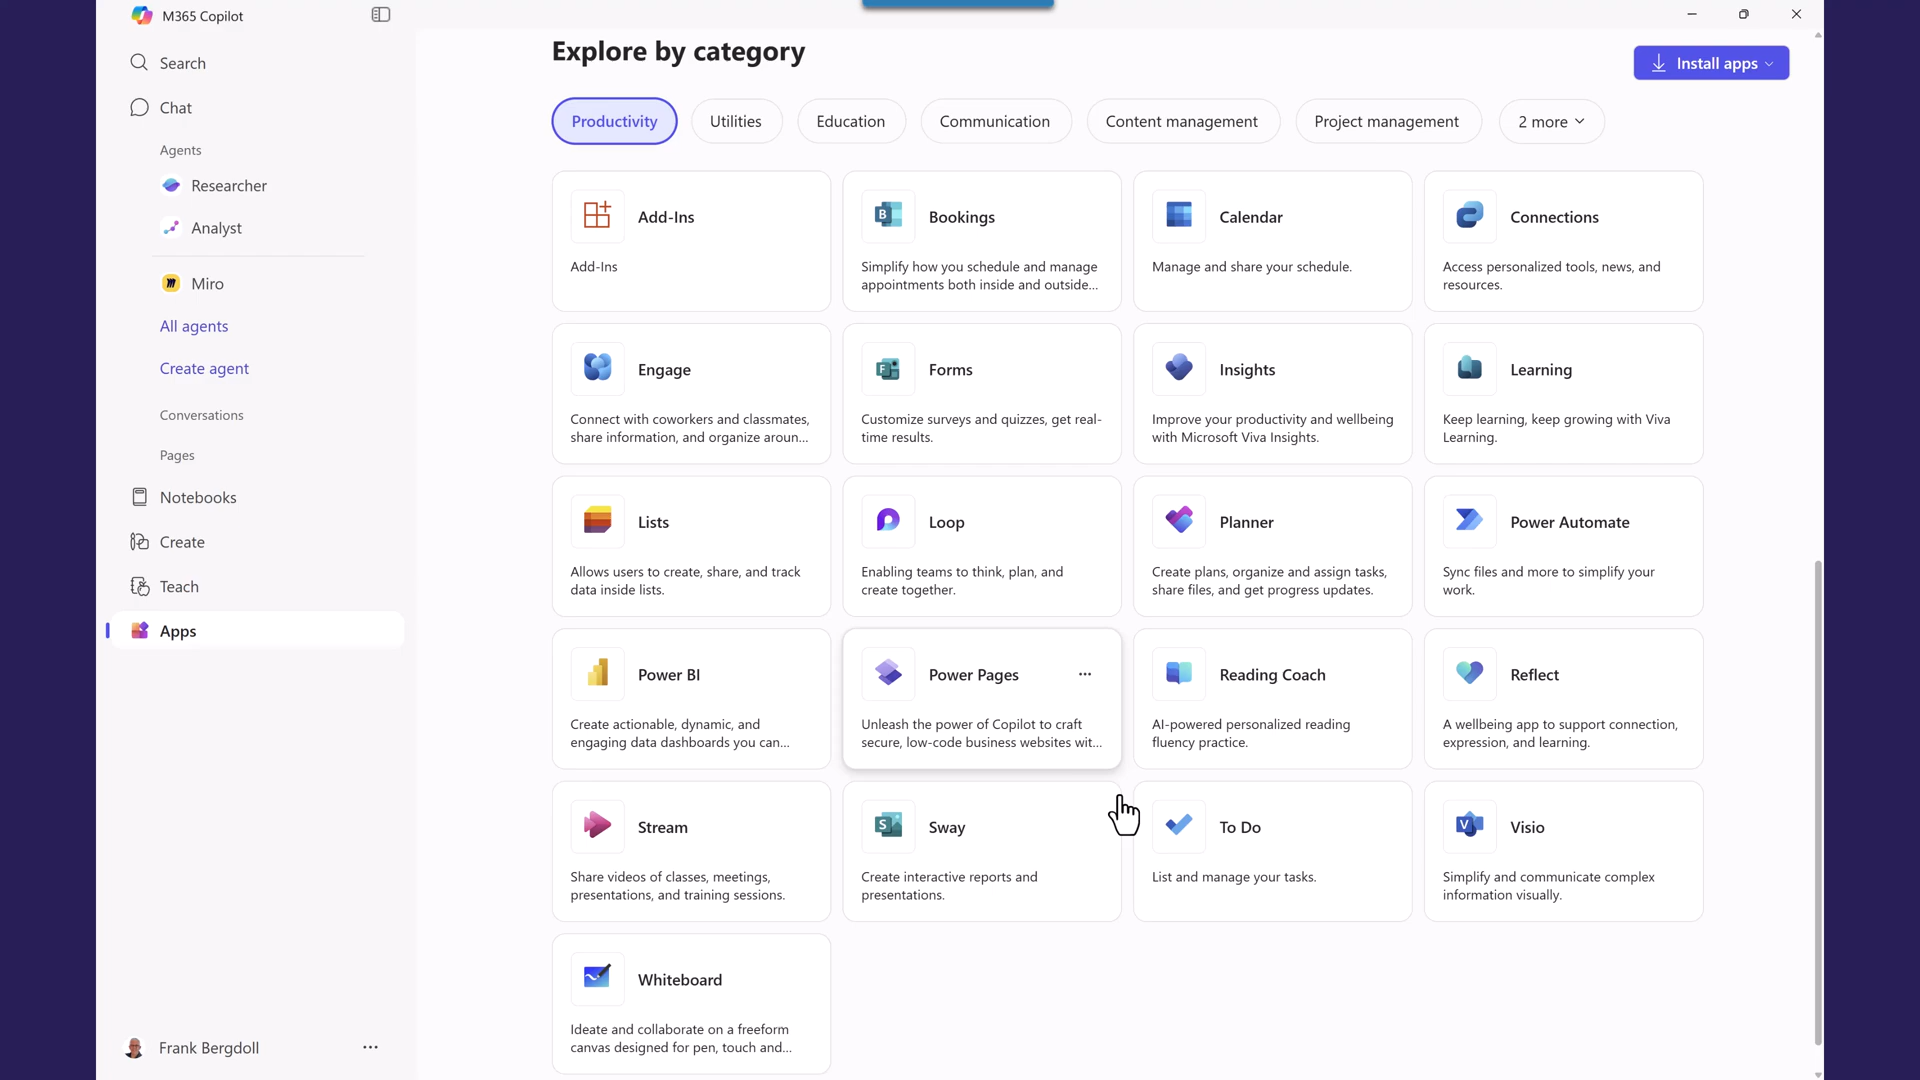 M365 Copilot
Search
Chat
Agents
Researcher
Analyst
Miro
All agents
Create agent
Conversations
Pages
Notebooks
Create
Teach
Apps
Frank Bergdoll
Explore by category
Install apps
Productivity
Utilities
Education
Communication
Content management
Project management
2 more
Add-Ins
Add-Ins
Bookings
Simplify how you schedule and manage
appointments both inside and outside...
Calendar
Manage and share your schedule.
Connections
Access personalized tools, news, and
resources.
Engage
Connect with coworkers and classmates,
share information, and organize aroun...
Forms
Customize surveys and quizzes, get real-
time results.
Insights
Improve your productivity and wellbeing
with Microsoft Viva Insights.
Learning
Keep learning, keep growing with Viva
Learning.
Lists
Allows users to create, share, and track
data inside lists.
Loop
Enabling teams to think, plan, and
create together.
Planner
Create plans, organize and assign tasks,
share files, and get progress updates.
Power Automate
Sync files and more to simplify your
work.
Power BI
Create actionable, dynamic, and
engaging data dashboards you can...
Power Pages
Unleash the power of Copilot to craft
secure, low-code business websites wit...
Reading Coach
AI-powered personalized reading
fluency practice.
Reflect
A wellbeing app to support connection,
expression, and learning.
Stream
Share videos of classes, meetings,
presentations, and training sessions.
Sway
Create interactive reports and
presentations.
To Do
List and manage your tasks.
Visio
Simplify and communicate complex
information visually.
Whiteboard
Ideate and collaborate on a freeform
canvas designed for pen, touch and...